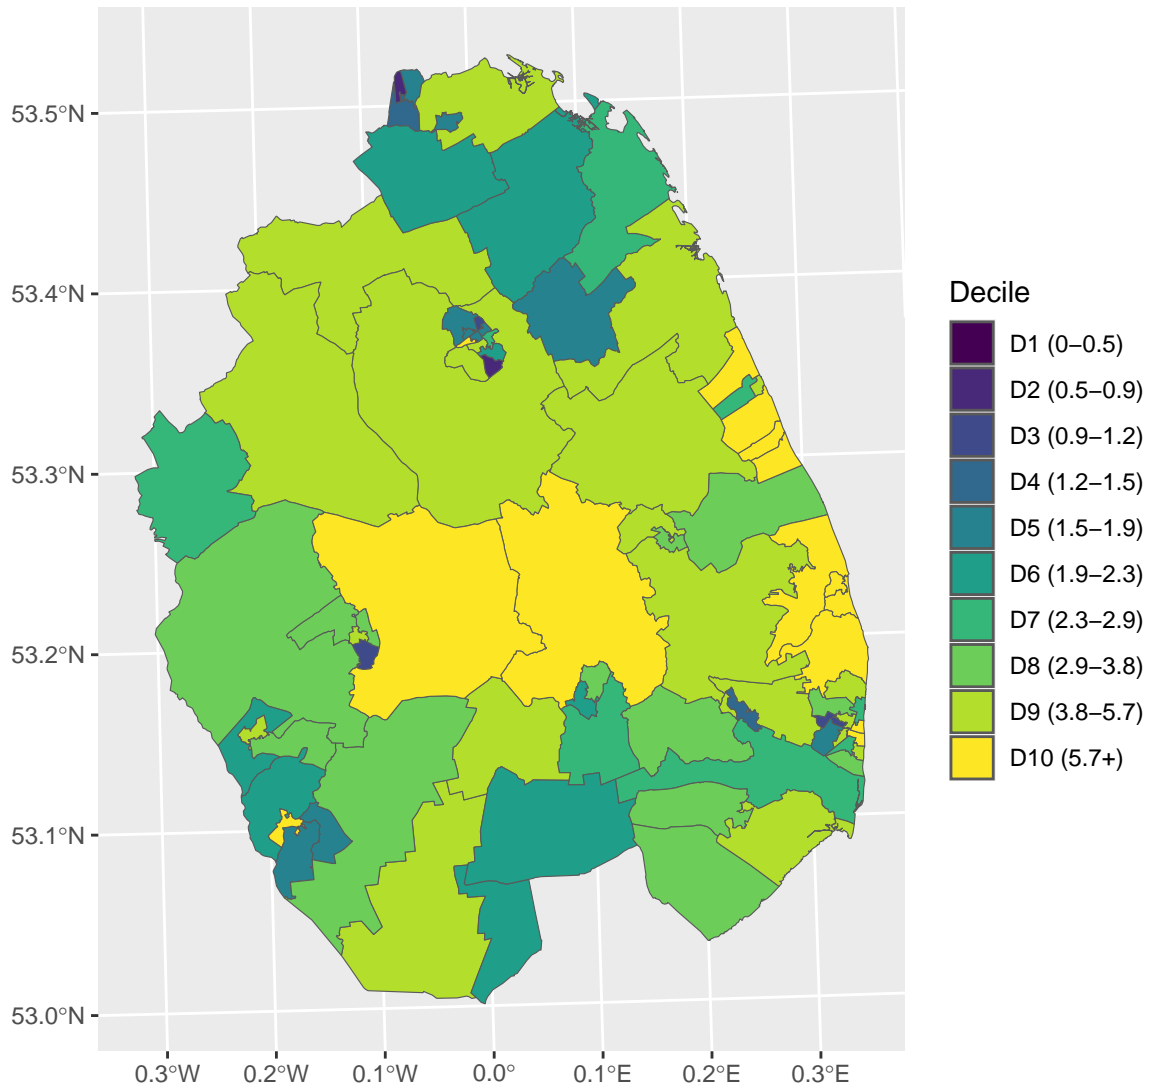 53.5°N
53.4°N
53.3°N
53.2°N
53.1°N
53.0°N
0.3°W 0.2°W 0.1°W 0.0° 0.1°E 0.2°E 0.3°E
Decile
D1 (0−0.5)
D2 (0.5−0.9)
D3 (0.9−1.2)
D4 (1.2−1.5)
D5 (1.5−1.9)
D6 (1.9−2.3)
D7 (2.3−2.9)
D8 (2.9−3.8)
D9 (3.8−5.7)
D10 (5.7+)